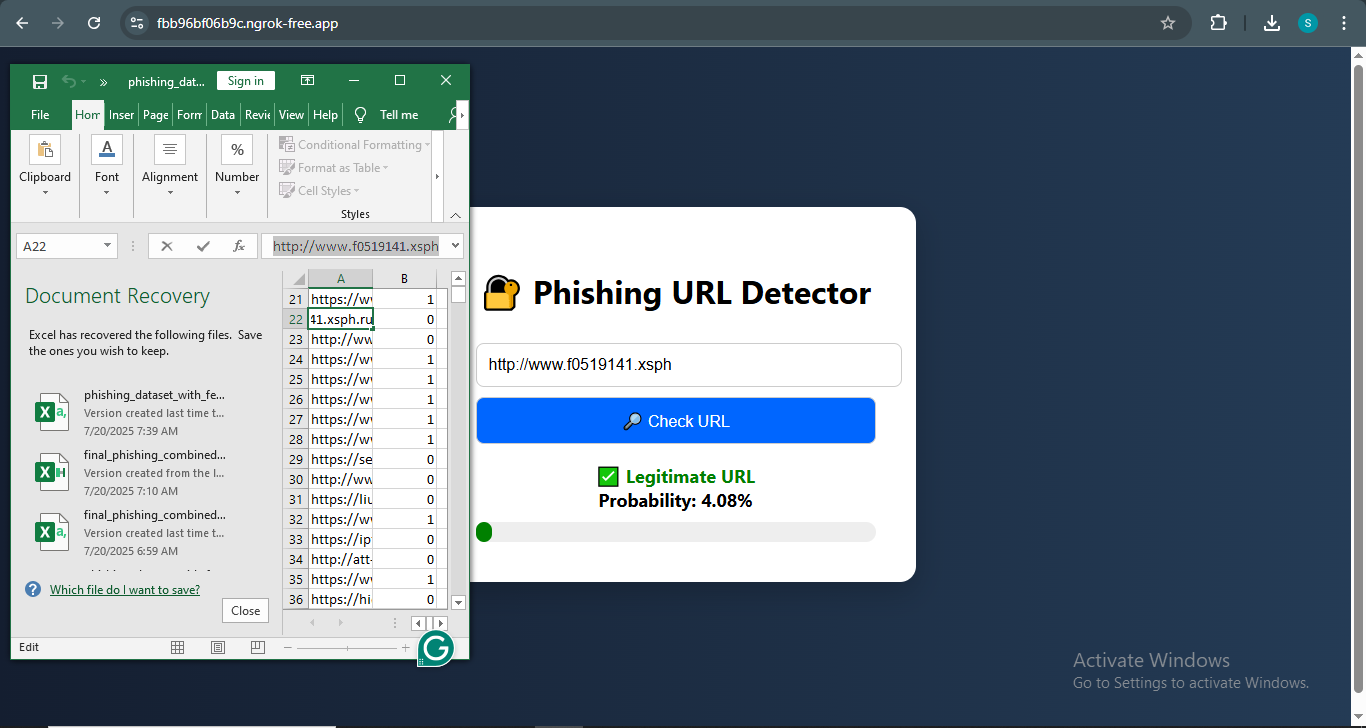 fbb96bf06b9c.ngrok-free.app
S
phishing_dat...
Sign in
File
Hom
Inser
Page
Form
Data
Revie
View
Help
Tell me
Clipboard
Font
Alignment
Number
Conditional Formatting
Format as Table
Cell Styles
Styles
A22
fx
http://www.f0519141.xsph
Document Recovery
Excel has recovered the following files. Save
the ones you wish to keep.
phishing_dataset_with_fe...
Version created last time t...
7/20/2025 7:39 AM
final_phishing_combined...
Version created from the l...
7/20/2025 7:10 AM
final_phishing_combined...
Version created last time t...
7/20/2025 6:59 AM
Which file do I want to save?
Close
A B
21 https://w 1
22 41.xsph.ru 0
23 http://ww 0
24 https://w 1
25 https://w 1
26 https://w 1
27 https://w 1
28 https://w 1
29 https://se 0
30 http://ww 0
31 https://liu 0
32 https://w 1
33 https://ip 0
34 http://att- 0
35 https://w 1
36 https://hi 0
Edit
Phishing URL Detector
http://www.f0519141.xsph
Check URL
Legitimate URL
Probability: 4.08%
Activate Windows
Go to Settings to activate Windows.